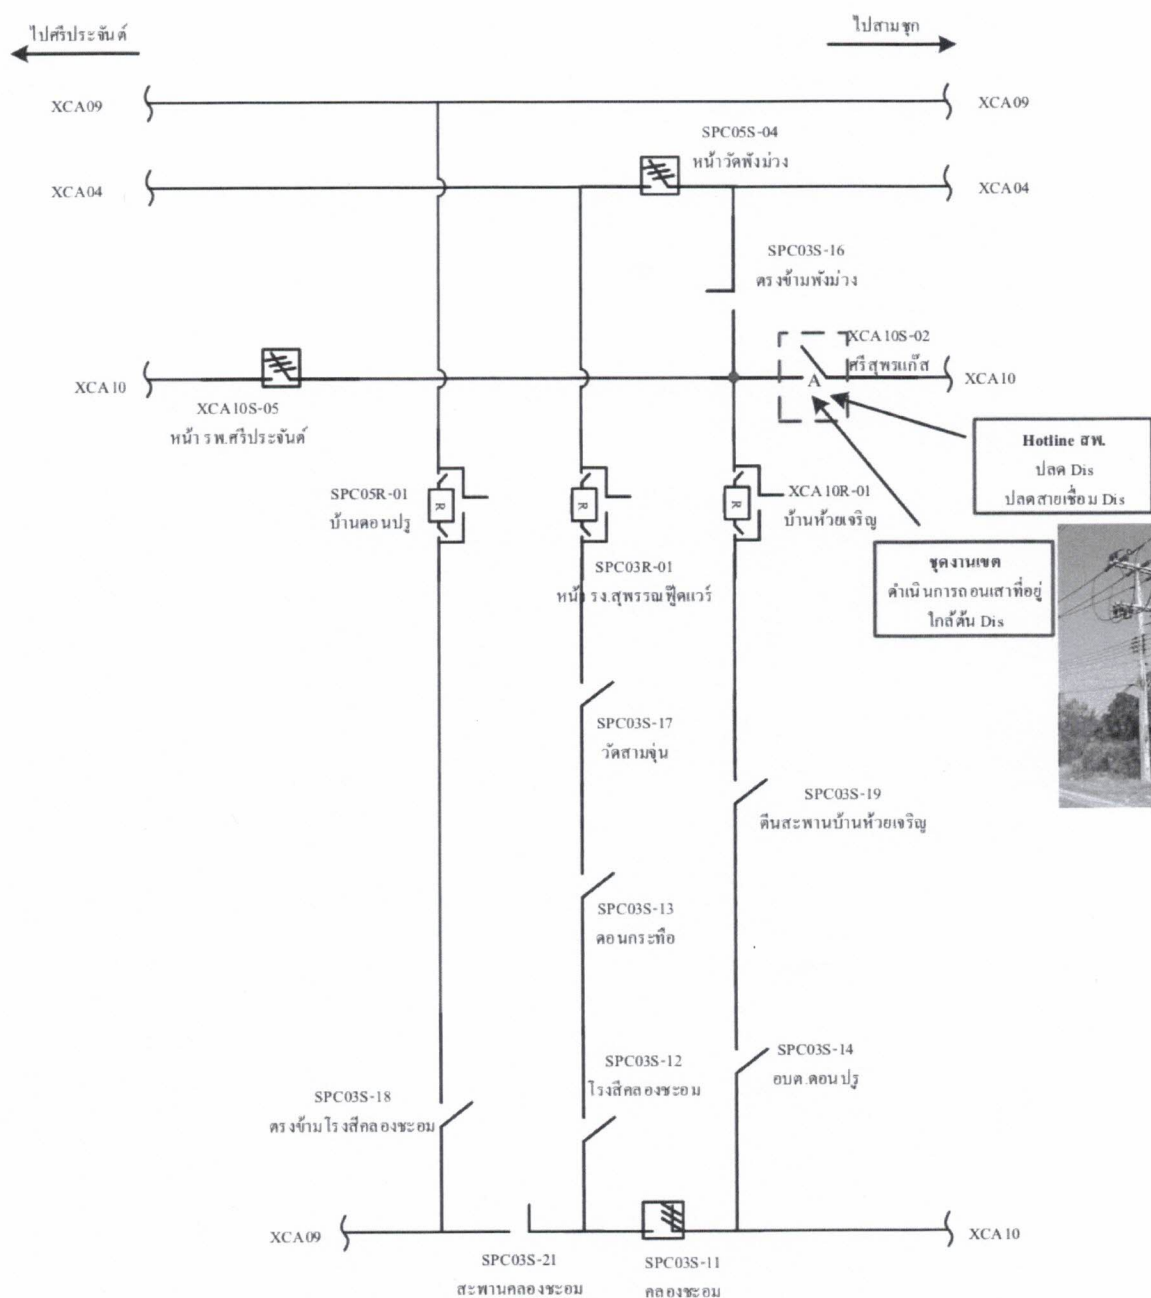 ไปศรีประจันต์
ไปสามชุก
XCA09
XCA09
SPC05S-04
หน้าวัดพังม่วง
XCA04
XCA04
SPC03S-16
ตรงข้ามพังม่วง
XCA10S-02
ศรีสุพรแก๊ส
XCA10
A
XCA10
XCA10S-05
หน้า รพ.ศรีประจันต์
Hotline สพ.
ปลด Dis
ปลดสายเชื่อม Dis
SPC05R-01
บ้านดอนปรู
R
R
R
XCA10R-01
บ้านห้วยเจริญ
ชุดงานเขต
ดำเนินการถอนเสาที่อยู่
ใกล้ต้น Dis
SPC03R-01
หน้า รง.สุพรรณฟู๊ดแวร์
SPC03S-17
วัดสามจุ่น
SPC03S-19
ตีนสะพานบ้านห้วยเจริญ
SPC03S-13
ดอนกระทือ
SPC03S-14
อบต.ดอนปรู
SPC03S-12
โรงสีคลองชะอม
SPC03S-18
ตรงข้ามโรงสีคลองชะอม
XCA09
XCA10
SPC03S-21
สะพานคลองชะอม
SPC03S-11
คลองชะอม